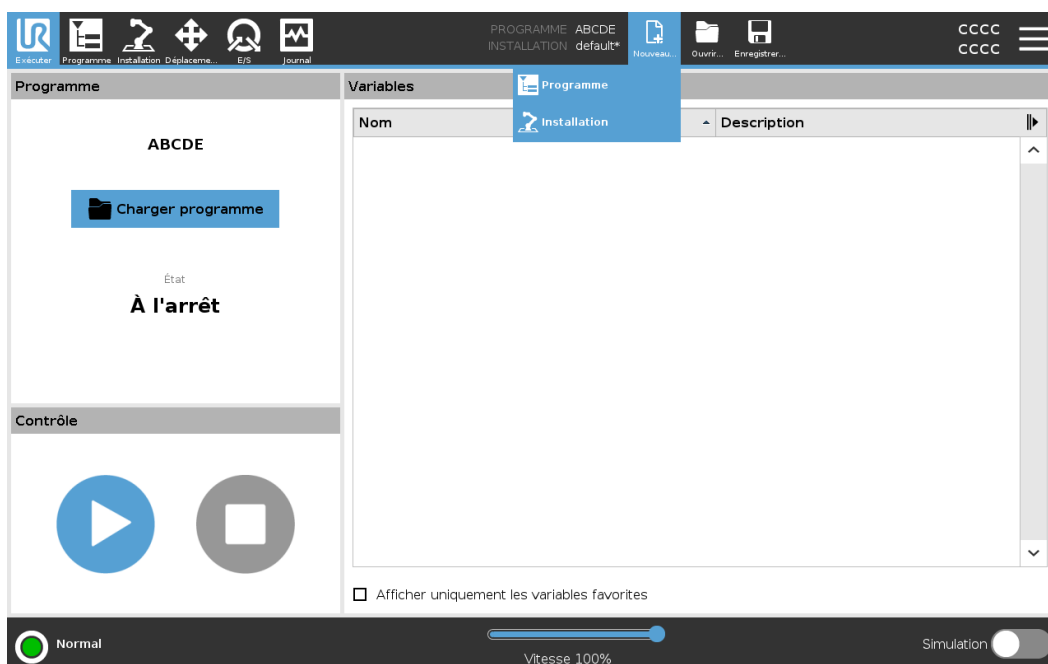 UR
PROGRAMME ABCDE
INSTALLATION default*
CCCC
CCCC
Exécuter Programme Installation Déplaceme... E/S Journal Nouveau... Ouvrir... Enregistrer...
Programme
Variables
Programme
Installation
Nom
Description
ABCDE
Charger programme
État
À l'arrêt
Contrôle
Afficher uniquement les variables favorites
Normal
Vitesse 100%
Simulation